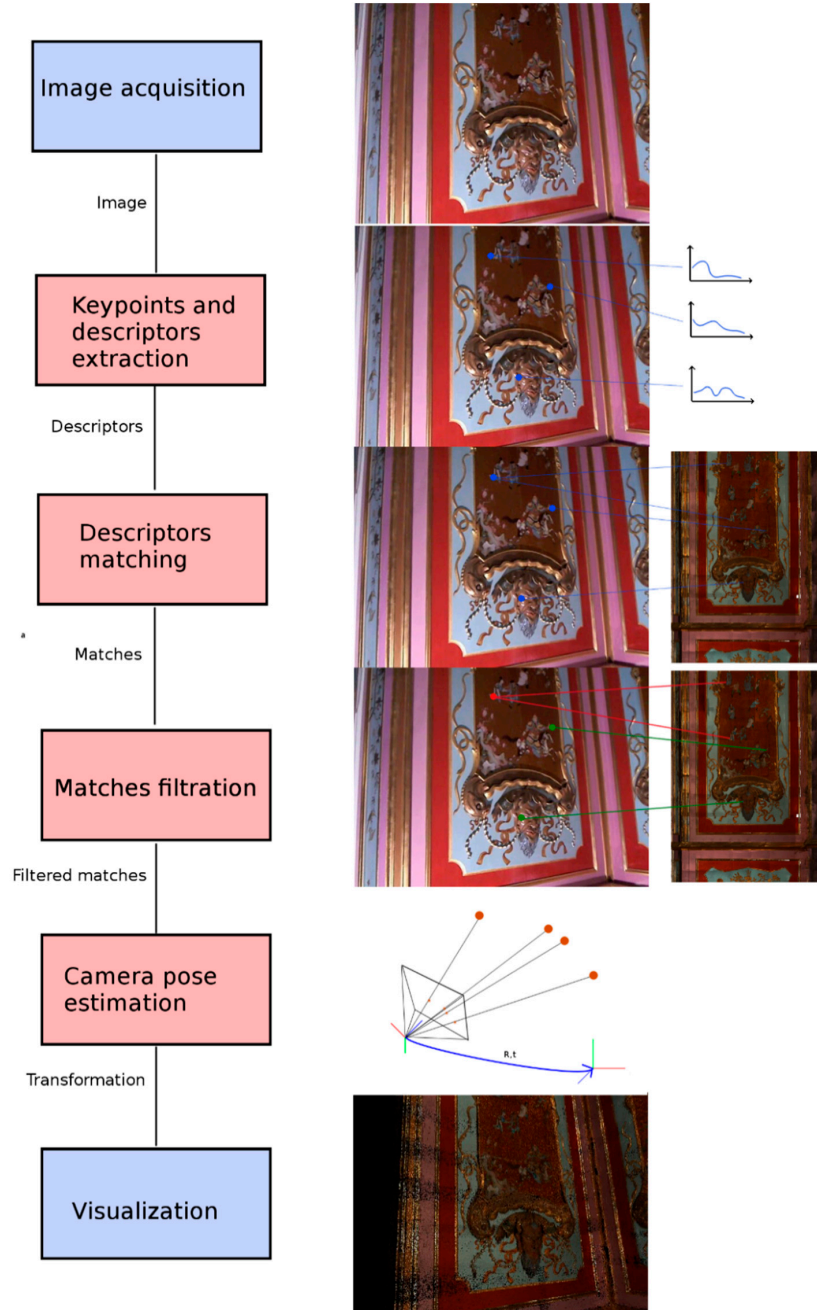 Image acquisition
Image
Keypoints and
descriptors
extraction
Descriptors
Descriptors
matching
a
Matches
Matches filtration
Filtered matches
Camera pose
estimation
R,t
Transformation
Visualization